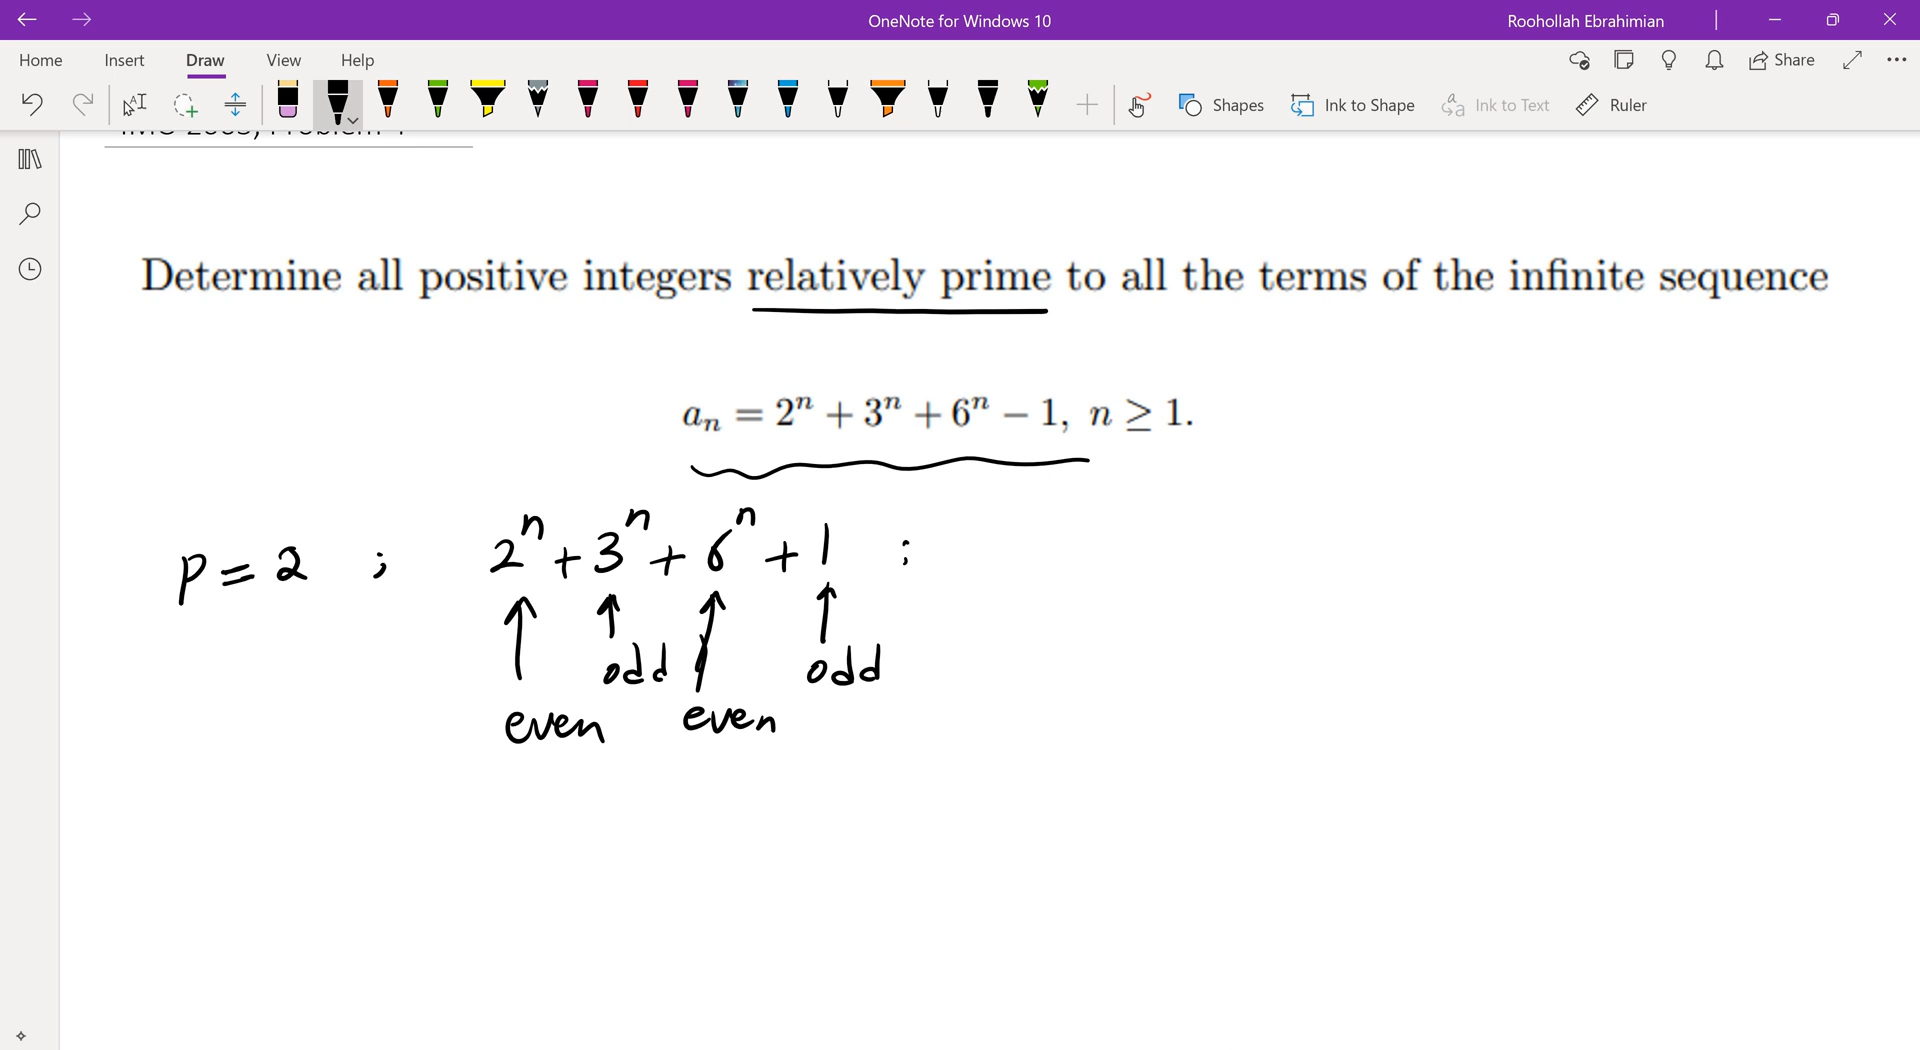 OneNote for Windows 10
Roohollah Ebrahimian
Home Insert Draw View Help
Share
Shapes Ink to Shape Ink to Text Ruler
Determine all positive integers relatively prime to all the terms of the infinite sequence
aₙ = 2ⁿ + 3ⁿ + 6ⁿ − 1, n ≥ 1.
p = 2 ; 2ⁿ + 3ⁿ + 6ⁿ + 1 ;
odd odd
even even